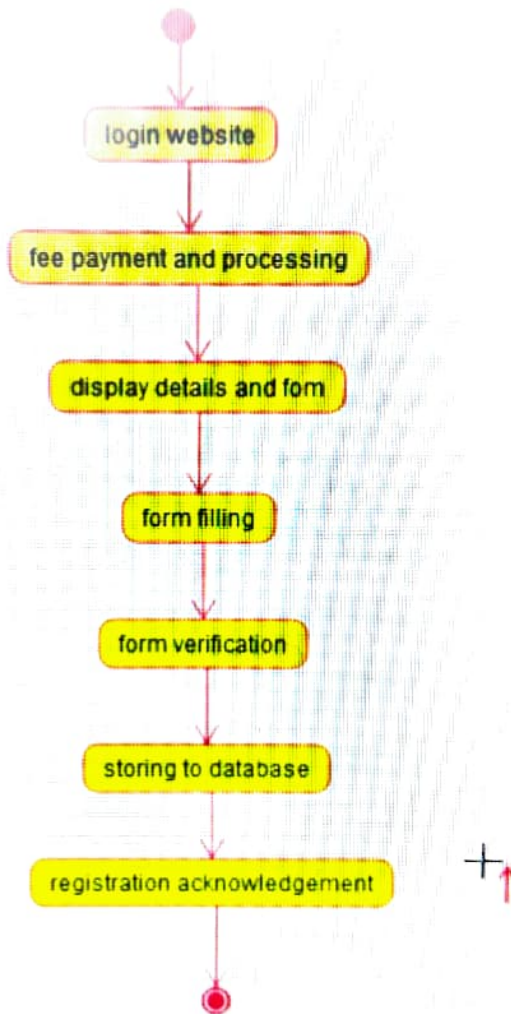 login website
fee payment and processing
display details and fom
form filling
form verification
storing to database
registration acknowledgement